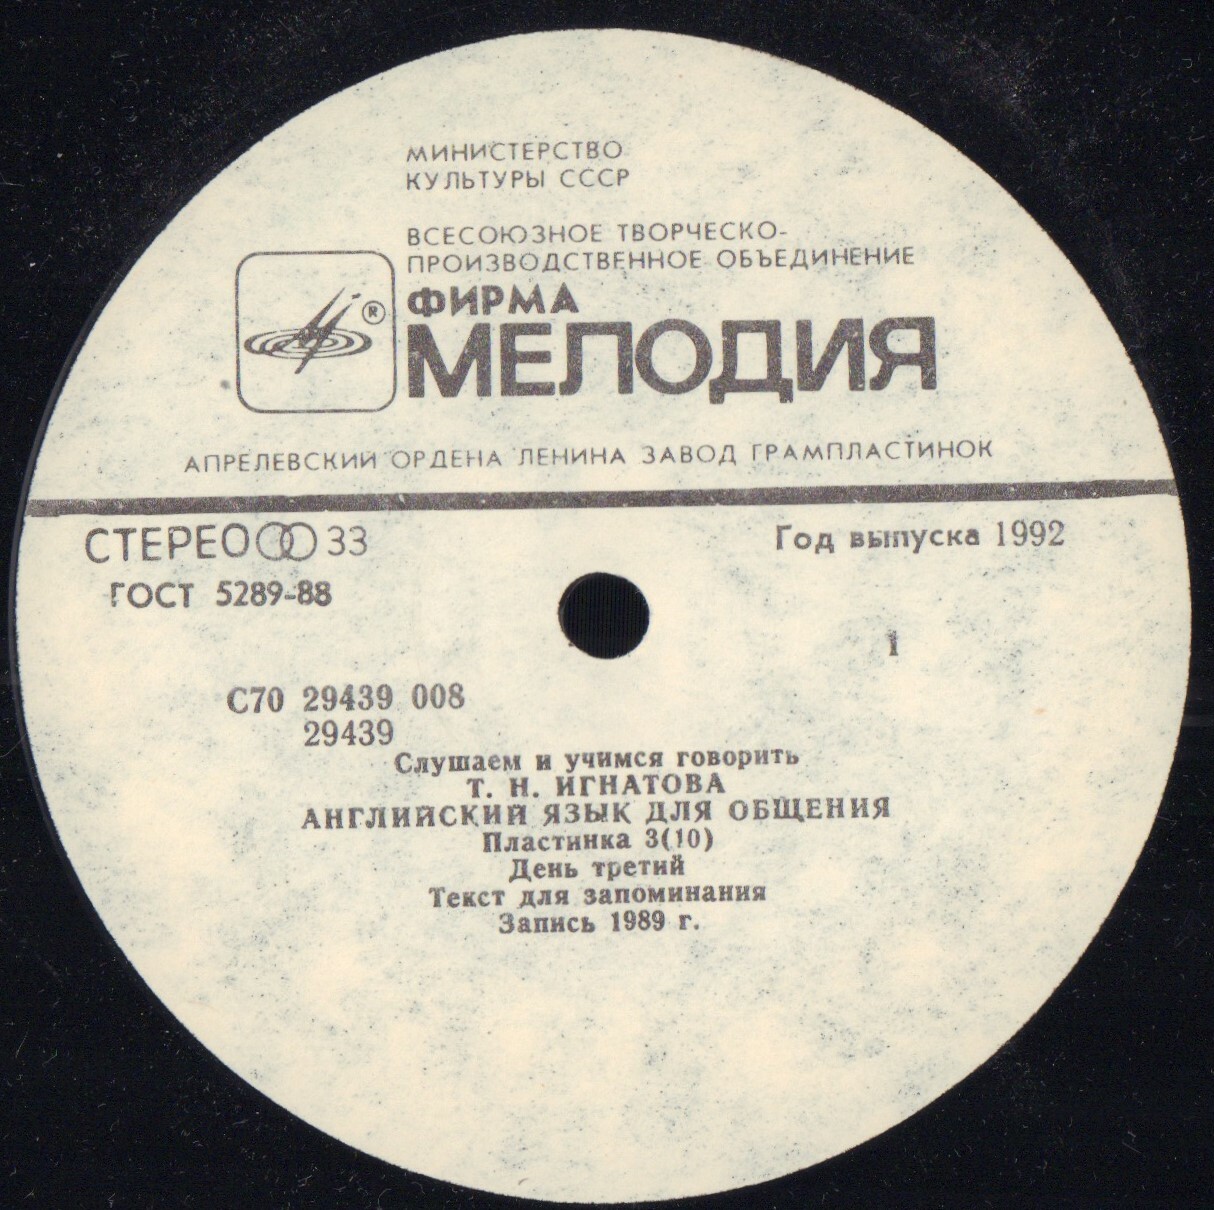 МИНИСТЕРСТВО
КУЛЬТУРЫ СССР
ВСЕСОЮЗНОЕ ТВОРЧЕСКО-
ПРОИЗВОДСТВЕННОЕ ОБЪЕДИНЕНИЕ
ФИРМА
МЕЛОДИЯ
®
АПРЕЛЕВСКИЙ ОРДЕНА ЛЕНИНА ЗАВОД ГРАМПЛАСТИНОК
СТЕРЕО 33
Год выпуска 1992
ГОСТ 5289-88
1
С70 29439 008
29439
Слушаем и учимся говорить
Т. Н. ИГНАТОВА
АНГЛИЙСКИЙ ЯЗЫК ДЛЯ ОБЩЕНИЯ
Пластинка 3(10)
День третий
Текст для запоминания
Запись 1989 г.